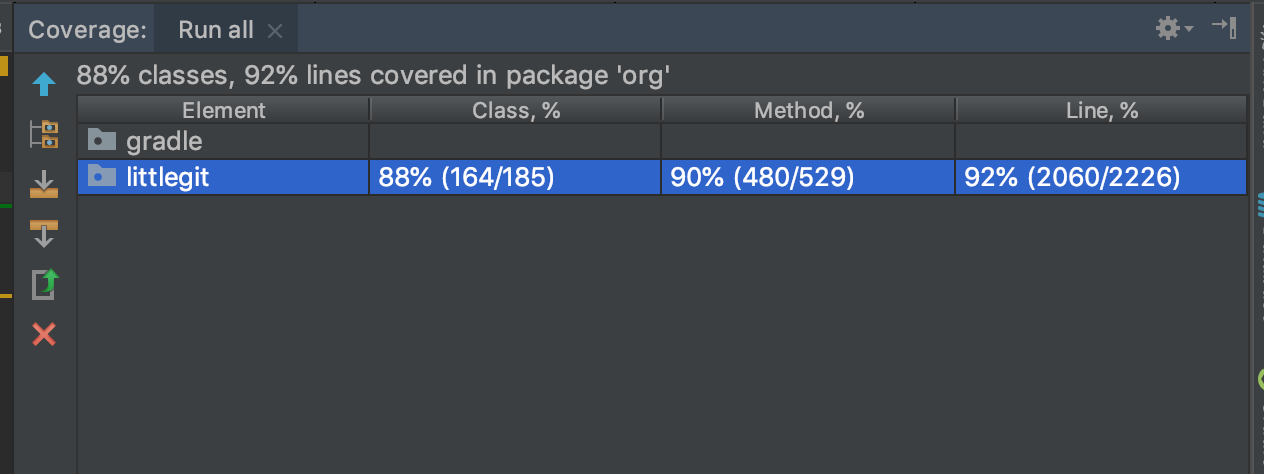 Coverage: Run all
88% classes, 92% lines covered in package 'org'
Element Class, % Method, % Line, %
gradle
littlegit 88% (164/185) 90% (480/529) 92% (2060/2226)